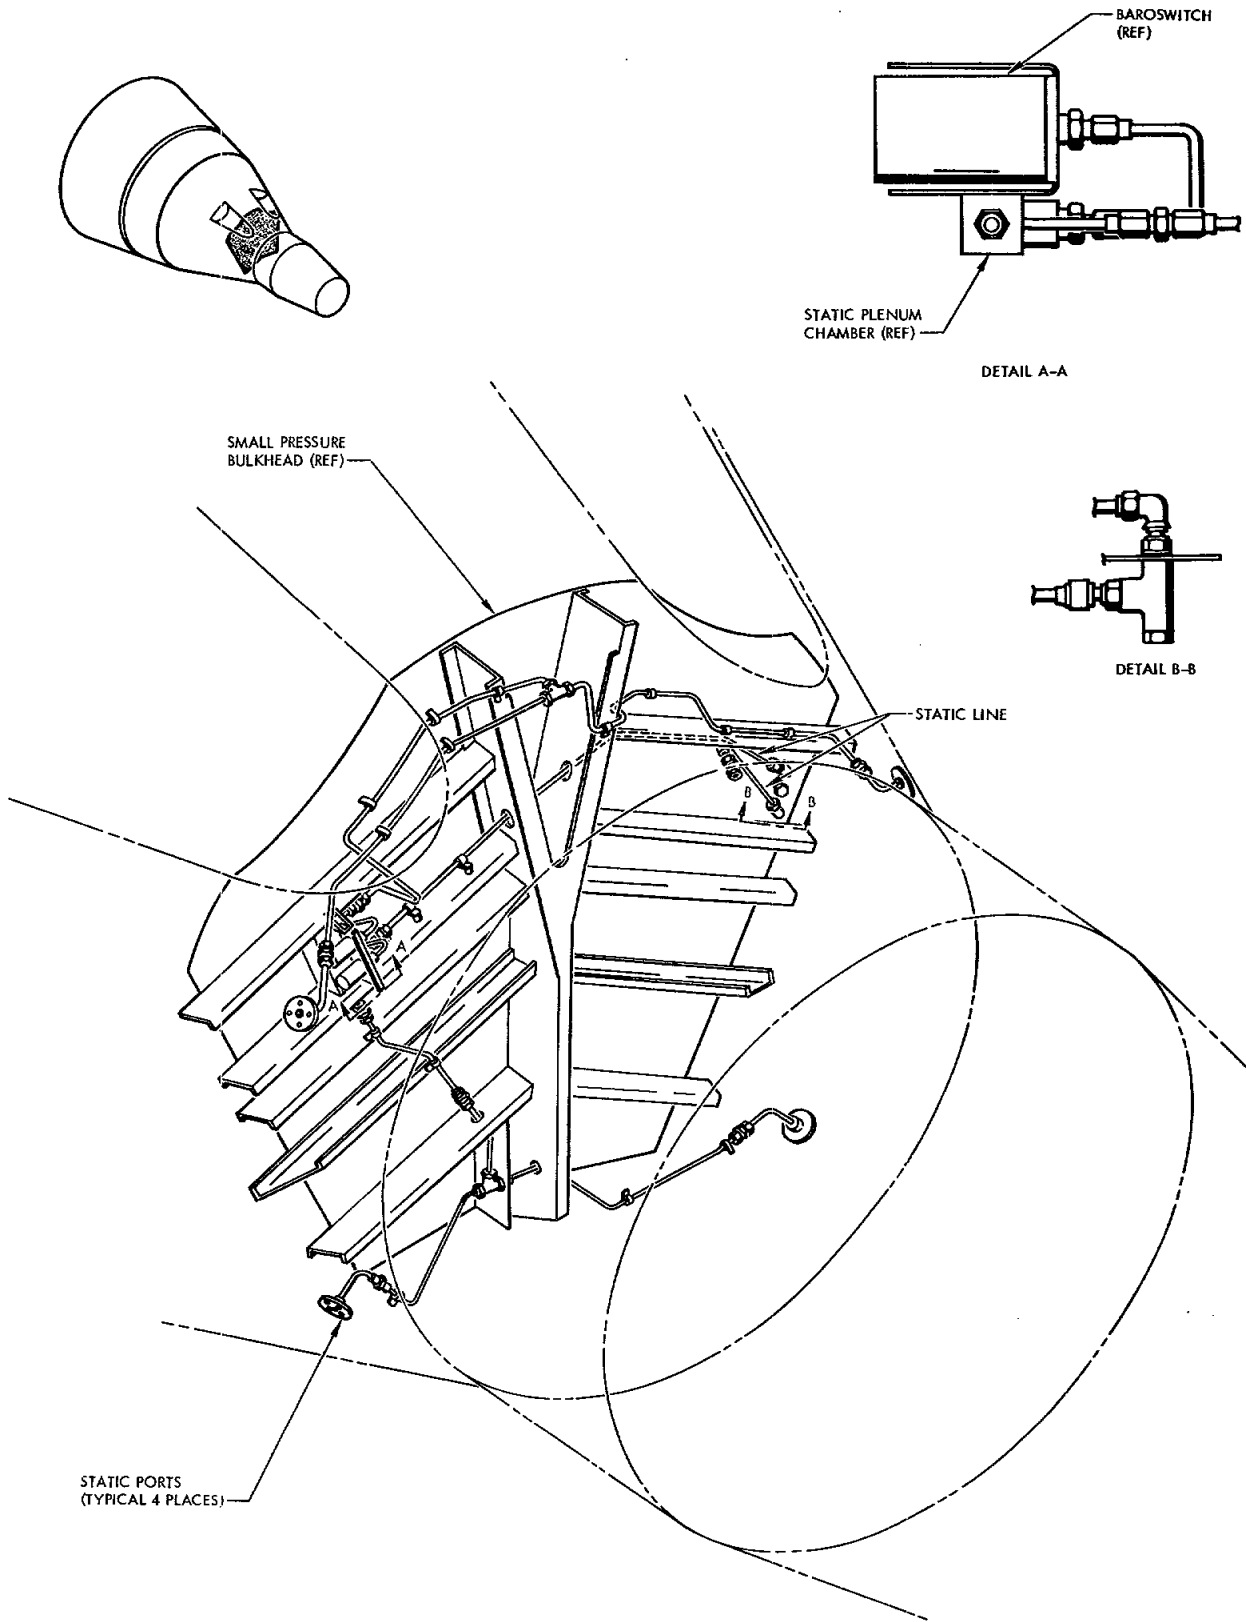 BAROSWITCH
(REF)
STATIC PLENUM
CHAMBER (REF)
DETAIL A-A
SMALL PRESSURE
BULKHEAD (REF)
DETAIL B-B
STATIC LINE
B
B
A
A
STATIC PORTS
(TYPICAL 4 PLACES)